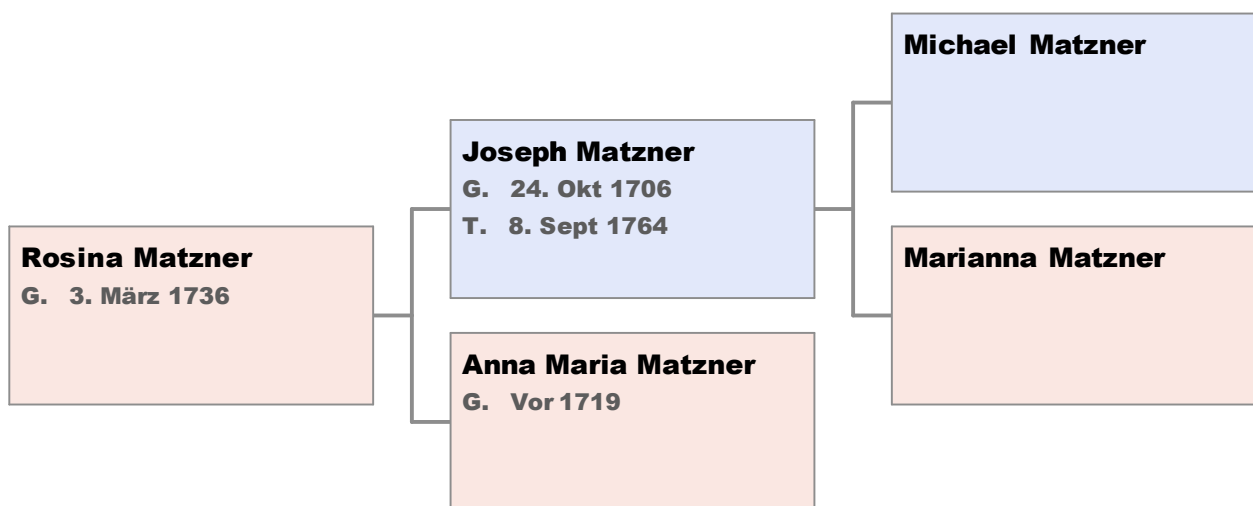 Michael Matzner
Joseph Matzner
G. 24. Okt 1706
T. 8. Sept 1764
Rosina Matzner
G. 3. März 1736
Marianna Matzner
Anna Maria Matzner
G. Vor 1719